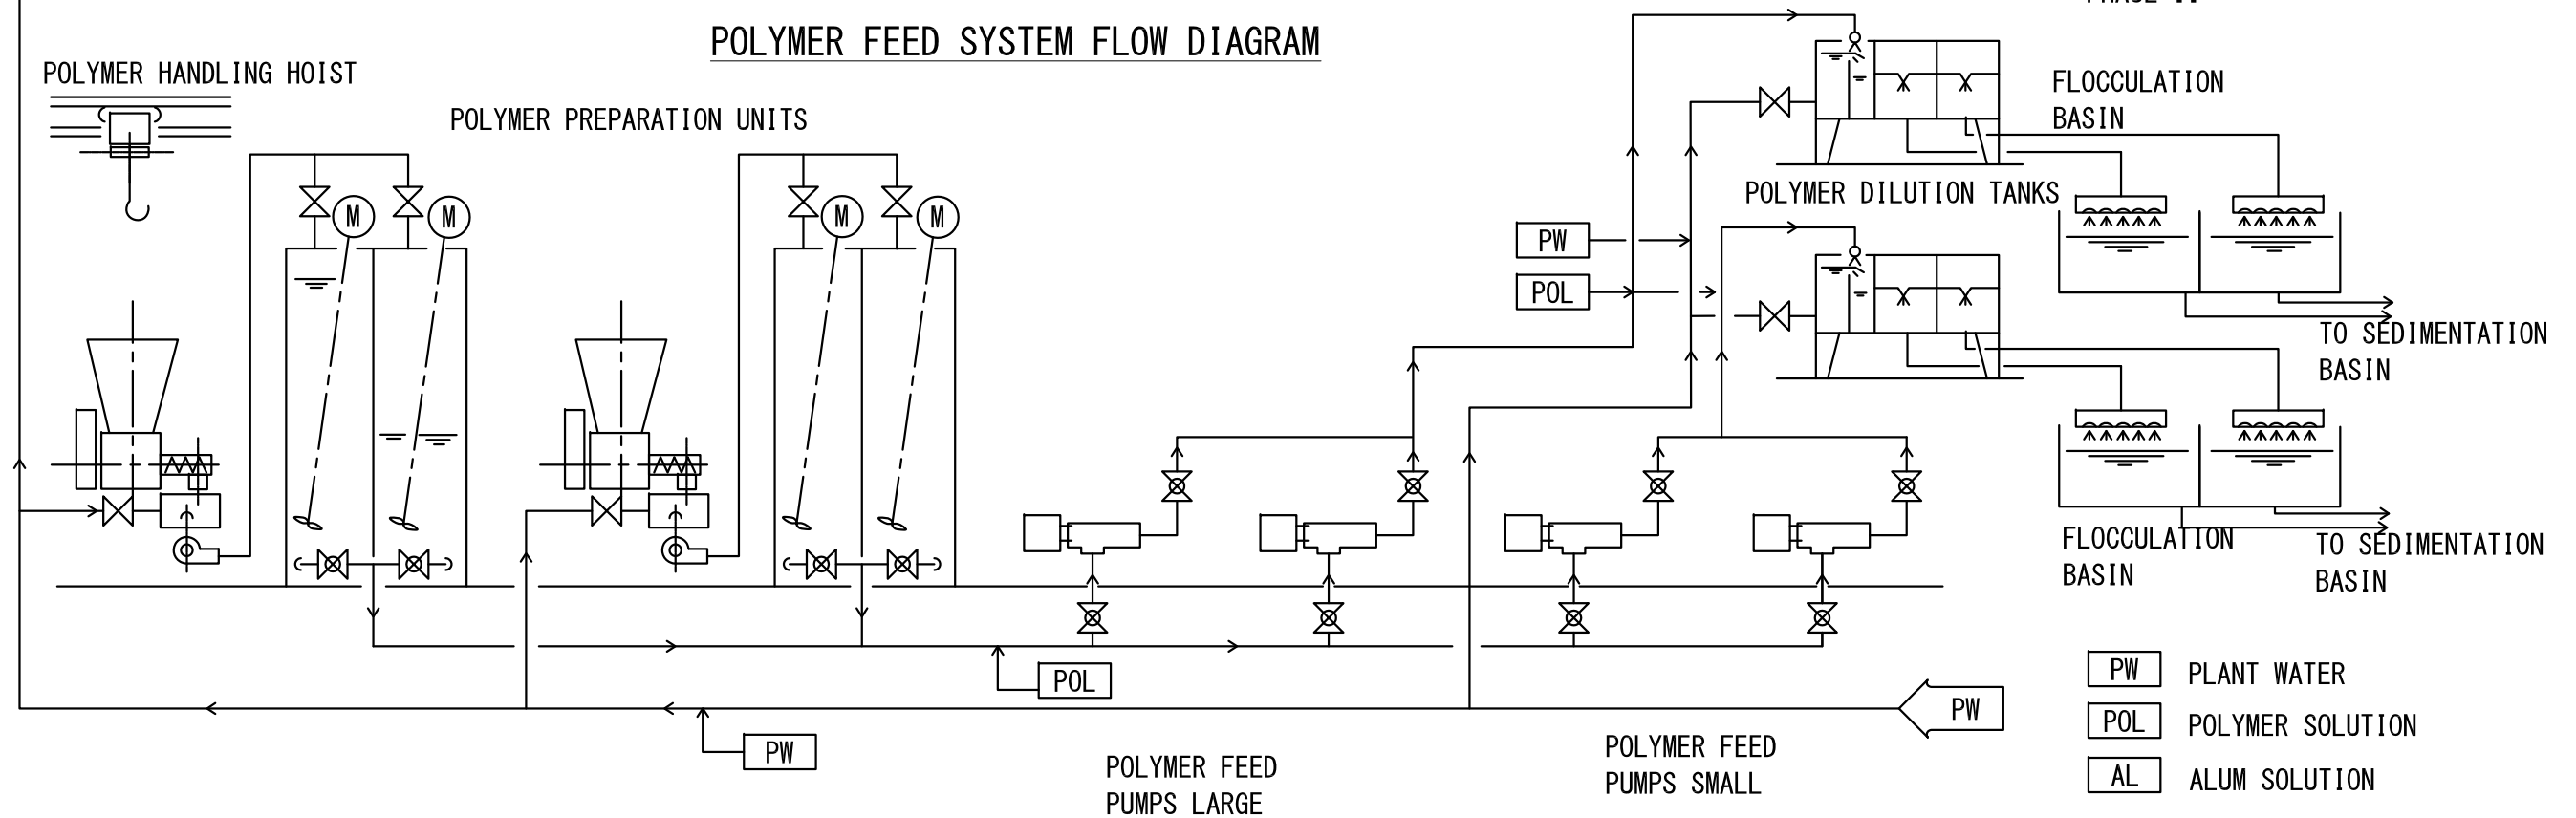 PHASE II
POLYMER FEED SYSTEM FLOW DIAGRAM
POLYMER HANDLING HOIST
POLYMER PREPARATION UNITS
FLOCCULATION
BASIN
POLYMER DILUTION TANKS
M
M
M
M
PW
POL
TO SEDIMENTATION
BASIN
FLOCCULATION
BASIN
TO SEDIMENTATION
BASIN
POL
PW
PW
POLYMER FEED
PUMPS LARGE
POLYMER FEED
PUMPS SMALL
PW PLANT WATER
POL POLYMER SOLUTION
AL ALUM SOLUTION